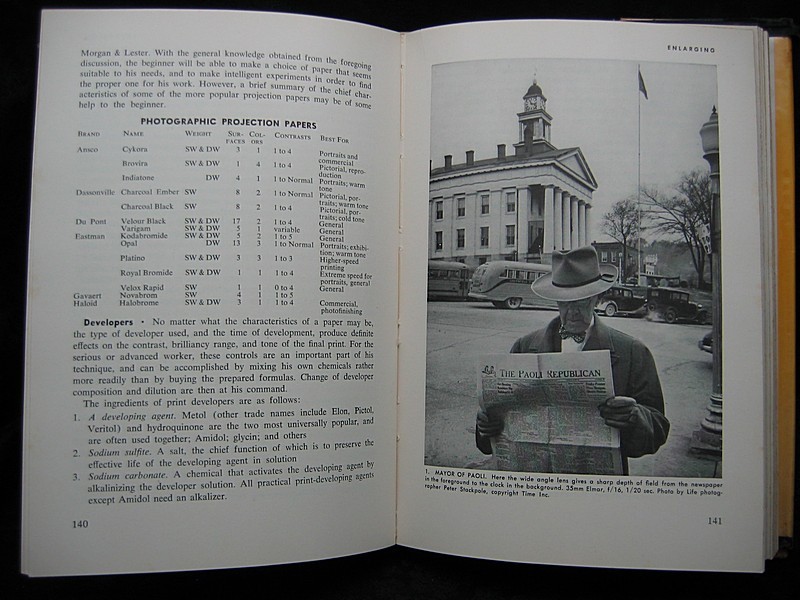 Morgan & Lester. With the general knowledge obtained from the foregoing
discussion, the beginner will be able to make a choice of paper that seems
suitable to his needs, and to make intelligent experiments in order to find
the proper one for his work. However, a brief summary of the chief char-
acteristics of some of the more popular projection papers may be of some
help to the beginner.
PHOTOGRAPHIC PROJECTION PAPERS
BRAND NAME WEIGHT SUR-FACES COL-ORS CONTRASTS BEST FOR
Ansco Cykora SW & DW 3 1 1 to 4 Portraits and
commercial
Brovira SW & DW 1 4 1 to 4 Pictorial, repro-
duction
Indiatone DW 4 1 1 to Normal Portraits; warm
tone
Dassonville Charcoal Ember SW 8 2 1 to Normal Pictorial, por-
traits; warm tone
Charcoal Black SW 8 2 1 to 4 Pictorial, por-
traits; cold tone
Du Pont Velour Black SW & DW 17 2 1 to 4 General
Varigam SW & DW 5 1 variable General
Eastman Kodabromide SW & DW 5 2 1 to 5 General
Opal DW 13 3 1 to Normal Portraits; exhibi-
tion; warm tone
Platino SW & DW 3 3 1 to 3 Higher-speed
printing
Royal Bromide SW & DW 1 1 1 to 4 Extreme speed for
portraits, general
Velox Rapid SW 1 1 0 to 4 General
Gavaert Novabrom SW 4 1 1 to 5
Haloid Halobrome SW & DW 3 1 1 to 4 Commercial,
photofinishing
Developers • No matter what the characteristics of a paper may be,
the type of developer used, and the time of development, produce definite
effects on the contrast, brilliancy range, and tone of the final print. For the
serious or advanced worker, these controls are an important part of his
technique, and can be accomplished by mixing his own chemicals rather
more readily than by buying the prepared formulas. Change of developer
composition and dilution are then at his command.
The ingredients of print developers are as follows:
1. A developing agent. Metol (other trade names include Elon, Pictol,
Veritol) and hydroquinone are the two most universally popular, and
are often used together; Amidol; glycin; and others
2. Sodium sulfite. A salt, the chief function of which is to preserve the
effective life of the developing agent in solution
3. Sodium carbonate. A chemical that activates the developing agent by
alkalinizing the developer solution. All practical print-developing agents
except Amidol need an alkalizer.
140
ENLARGING
THE PAOLI REPUBLICAN
1. MAYOR OF PAOLI. Here the wide angle lens gives a sharp depth of field from the newspaper
in the foreground to the clock in the background. 35mm Elmar, f/16, 1/20 sec. Photo by Life photog-
rapher Peter Stackpole, copyright Time Inc.
141